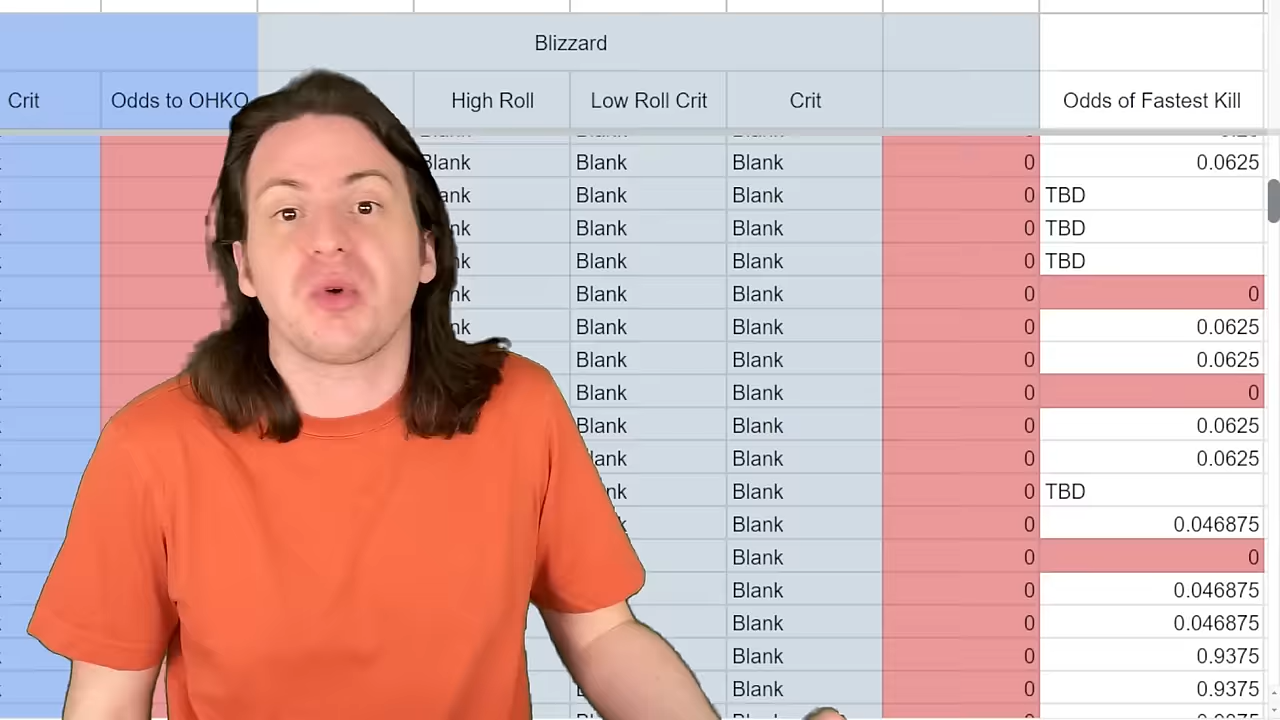 Blizzard
Crit Odds to OHKO High Roll Low Roll Crit Crit Odds of Fastest Kill
Blank Blank Blank 0 0.0625
Blank Blank 0 TBD
Blank Blank 0 TBD
Blank Blank 0 TBD
Blank Blank 0 0
Blank Blank 0 0.0625
Blank Blank 0 0.0625
Blank Blank 0 0
Blank Blank 0 0.0625
Blank 0 0.0625
Blank 0 TBD
Blank 0 0.046875
Blank 0 0
Blank 0 0.046875
Blank 0 0.046875
Blank 0 0.9375
Blank 0 0.9375